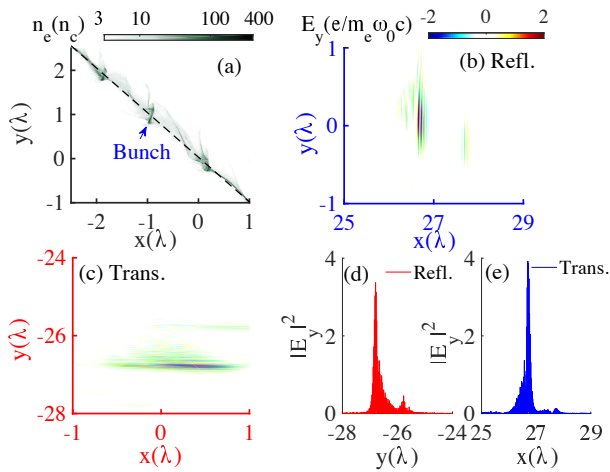 n_e(n_c) 3 10 100 400
(a)
y(λ)
2
1
0
-1
Bunch
-2 -1 0 1
x(λ)
E_y(e/m_eω_0c) -2 0 2
(b) Refl.
y(λ)
1
0
-1
25 27 29
x(λ)
(c) Trans.
y(λ)
-24
-26
-28
-1 0 1
x(λ)
(d) Refl.
|E_y|^2
4
2
0
-28 -26 -24
y(λ)
(e) Trans.
|E_y|^2
4
2
0
25 27 29
x(λ)